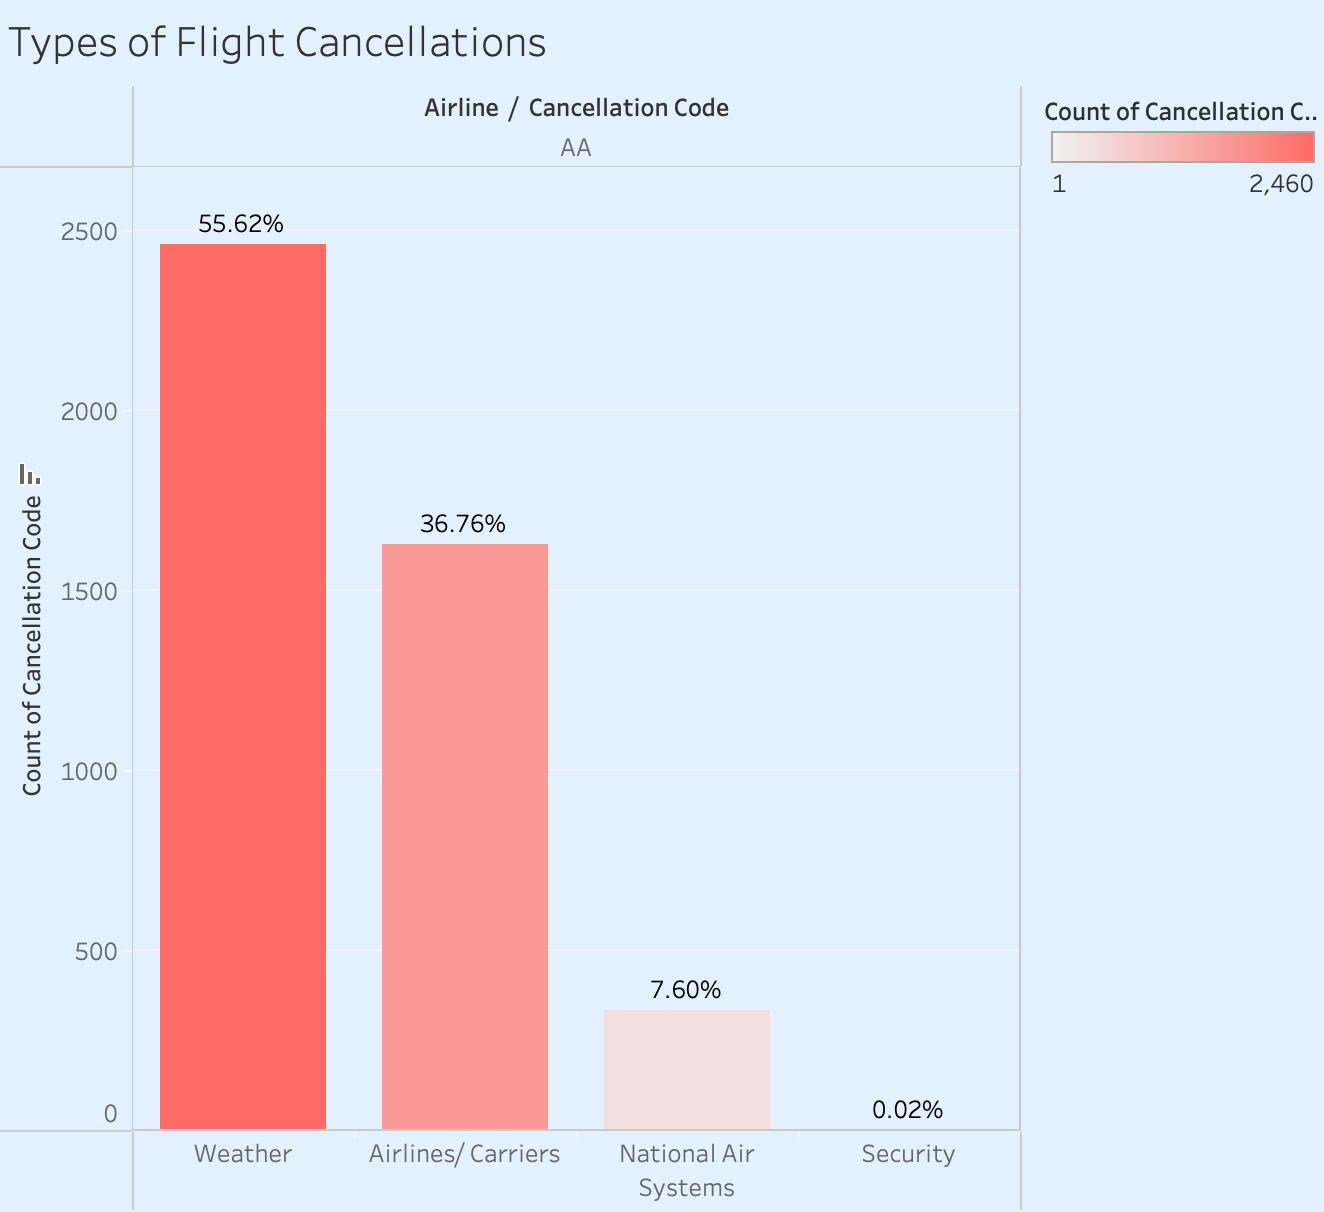 Types of Flight Cancellations
Airline / Cancellation Code
AA
Count of Cancellation C..
1 2,460
Count of Cancellation Code
2500
2000
1500
1000
500
0
55.62%
36.76%
7.60%
0.02%
Weather
Airlines/ Carriers
National Air
Systems
Security